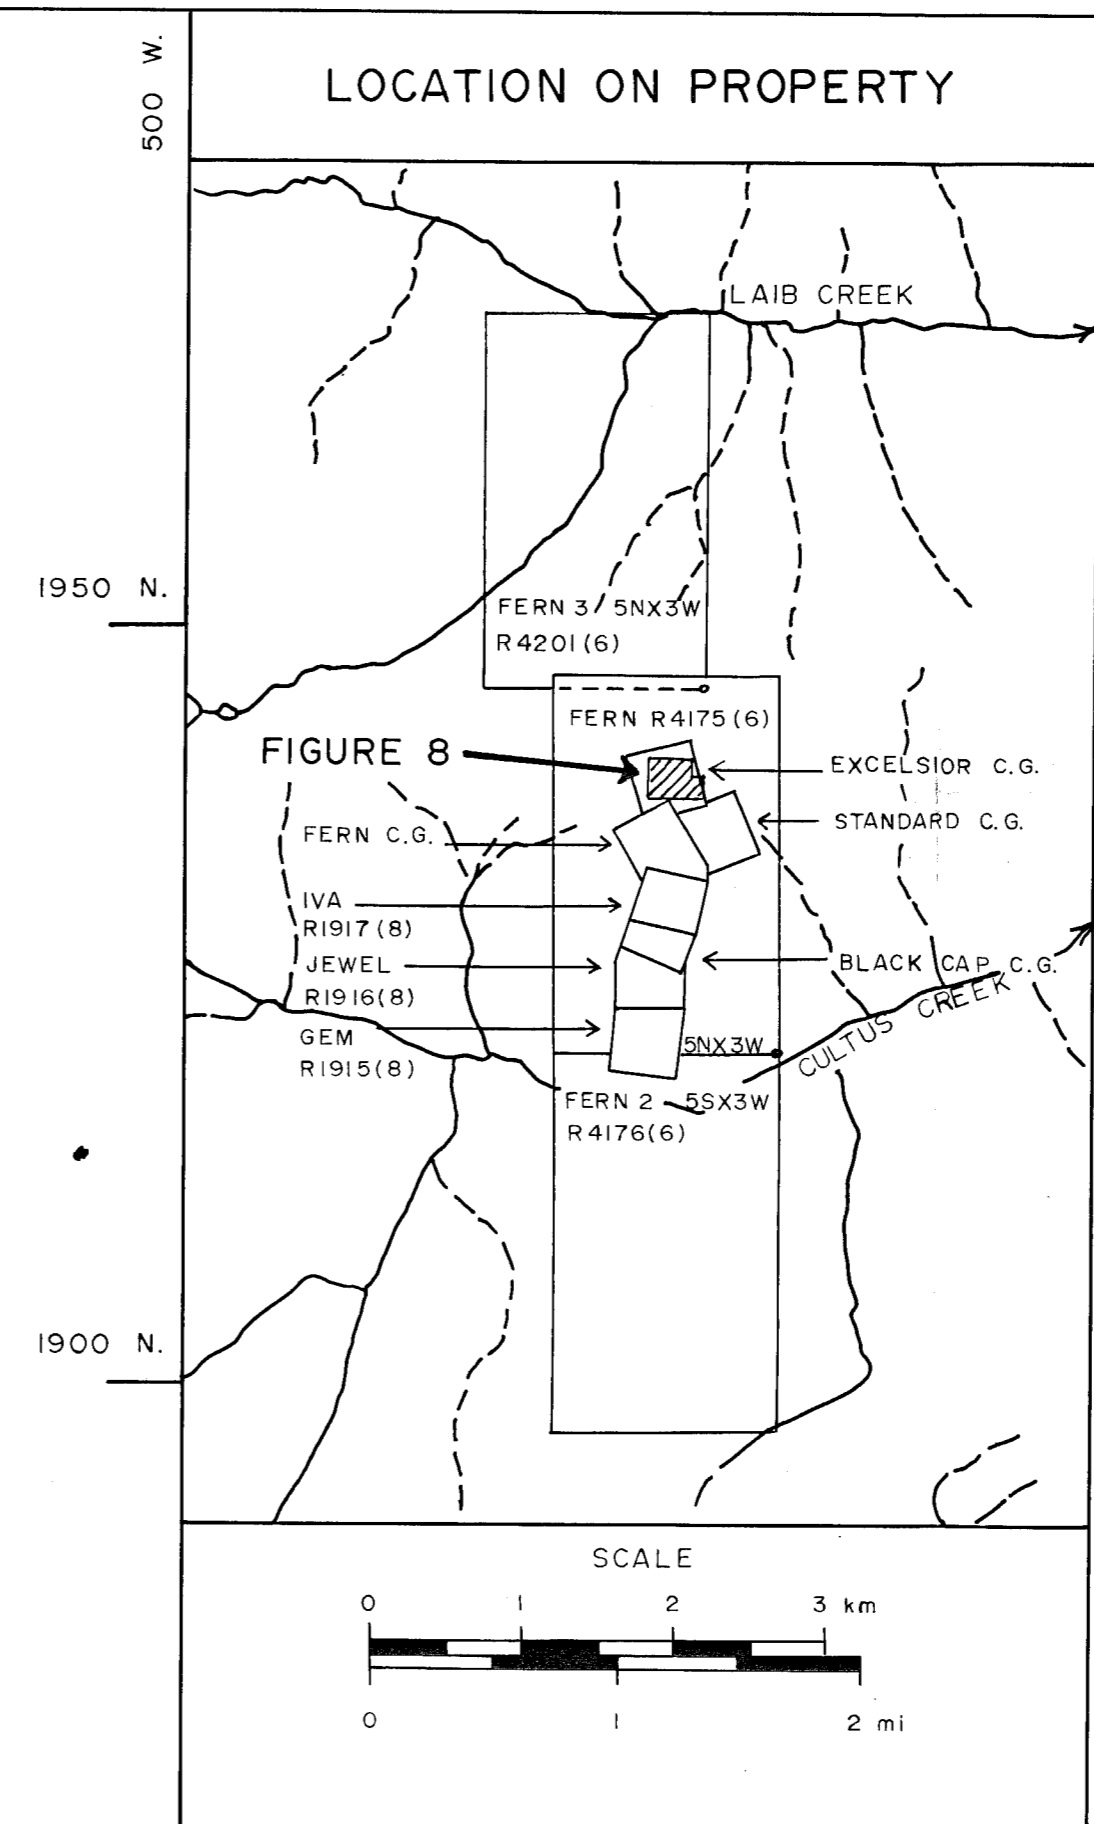 500 W.
LOCATION ON PROPERTY
LAIB CREEK
1950 N.
FERN 3 5NX3W
R4201(6)
FERN R4175(6)
FIGURE 8
EXCELSIOR C.G.
STANDARD C.G.
FERN C.G.
IVA
R1917(8)
JEWEL
R1916(8)
BLACK CAP C.G.
CULTUS CREEK
GEM
R1915(8)
5NX3W
FERN 2 5SX3W
R4176(6)
1900 N.
SCALE
0 1 2 3 km
0 1 2 mi